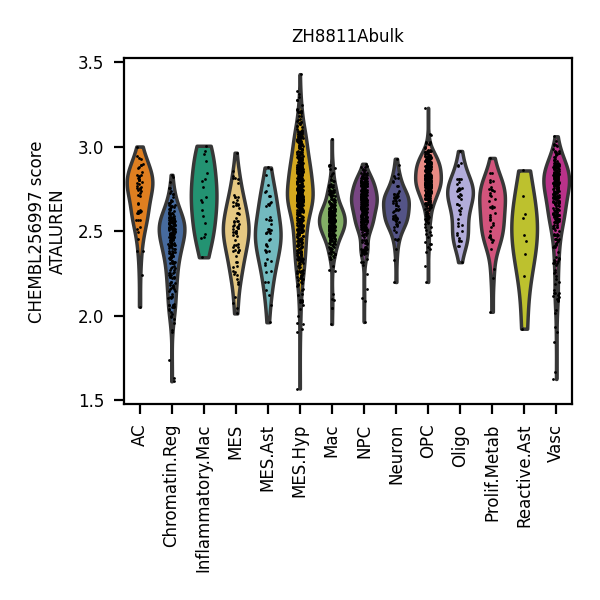 ZH8811Abulk
CHEMBL256997 score
ATALUREN
3.5
3.0
2.5
2.0
1.5
AC
Chromatin.Reg
Inflammatory.Mac
MES
MES.Ast
MES.Hyp
Mac
NPC
Neuron
OPC
Oligo
Prolif.Metab
Reactive.Ast
Vasc